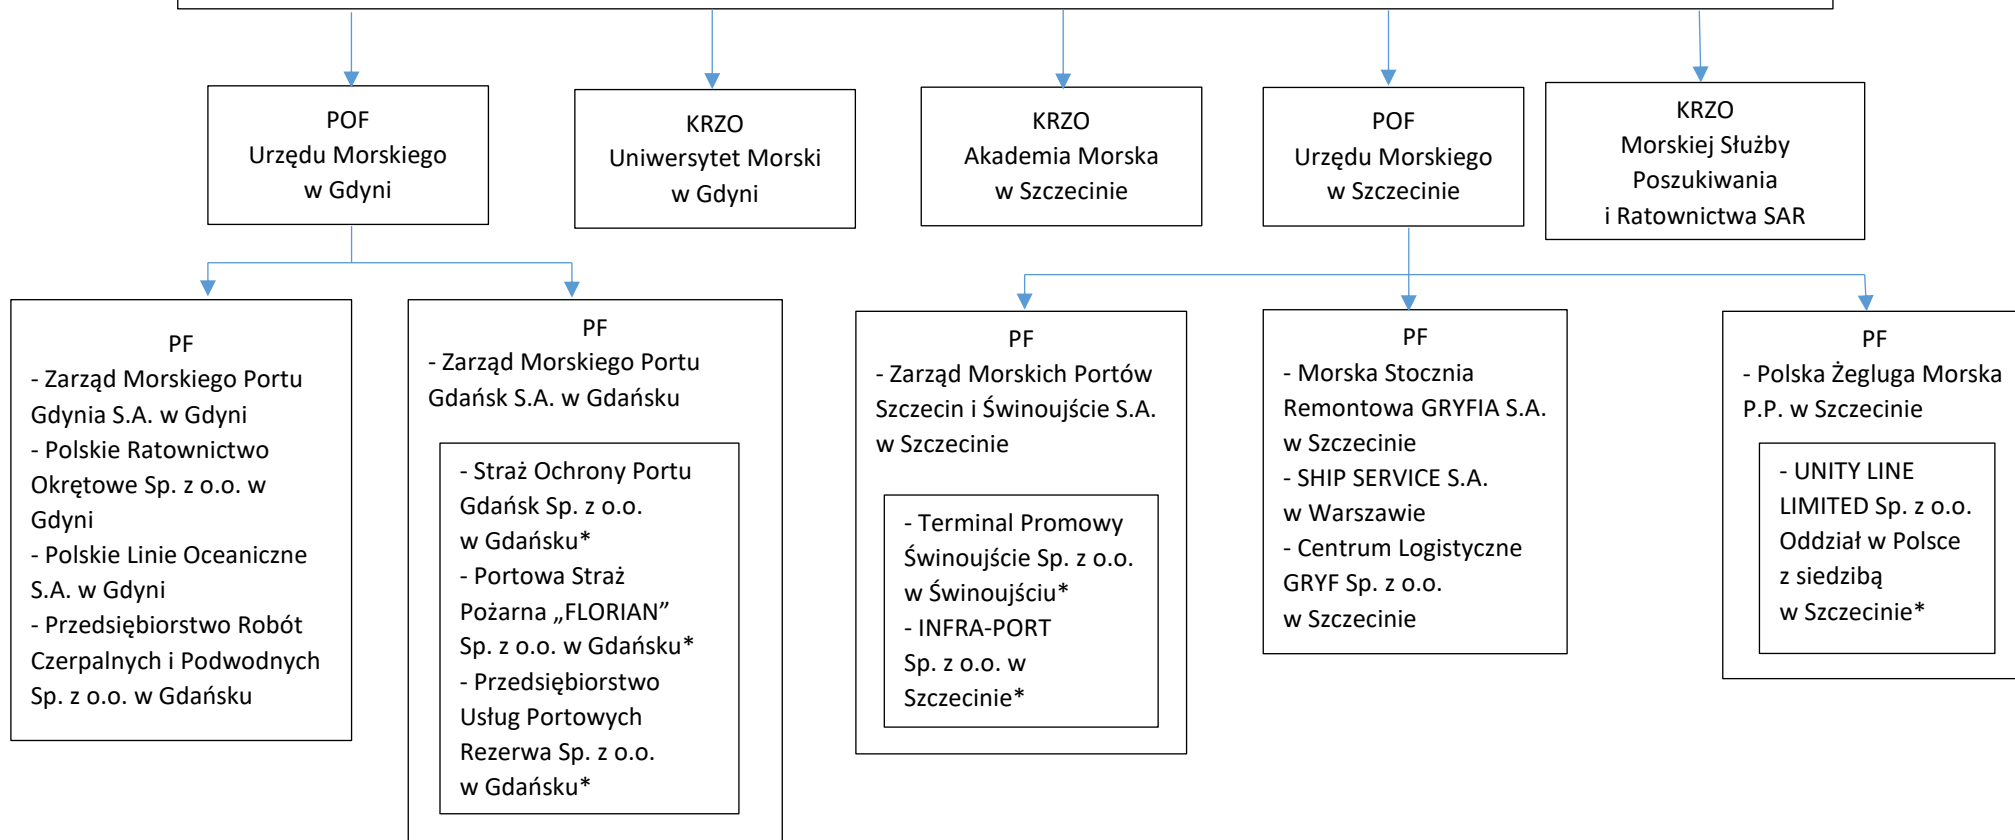 POF
Urzędu Morskiego
w Gdyni
KRZO
Uniwersytet Morski
w Gdyni
KRZO
Akademia Morska
w Szczecinie
POF
Urzędu Morskiego
w Szczecinie
KRZO
Morskiej Służby
Poszukiwania
i Ratownictwa SAR
PF
- Zarząd Morskiego Portu
Gdynia S.A. w Gdyni
- Polskie Ratownictwo
Okrętowe Sp. z o.o. w
Gdyni
- Polskie Linie Oceaniczne
S.A. w Gdyni
- Przedsiębiorstwo Robót
Czerpalnych i Podwodnych
Sp. z o.o. w Gdańsku
PF
- Zarząd Morskiego Portu
Gdańsk S.A. w Gdańsku
- Straż Ochrony Portu
Gdańsk Sp. z o.o.
w Gdańsku*
- Portowa Straż
Pożarna „FLORIAN”
Sp. z o.o. w Gdańsku*
- Przedsiębiorstwo
Usług Portowych
Rezerwa Sp. z o.o.
w Gdańsku*
PF
- Zarząd Morskich Portów
Szczecin i Świnoujście S.A.
w Szczecinie
- Terminal Promowy
Świnoujście Sp. z o.o.
w Świnoujściu*
- INFRA-PORT
Sp. z o.o. w
Szczecinie*
PF
- Morska Stocznia
Remontowa GRYFIA S.A.
w Szczecinie
- SHIP SERVICE S.A.
w Warszawie
- Centrum Logistyczne
GRYF Sp. z o.o.
w Szczecinie
PF
- Polska Żegluga Morska
P.P. w Szczecinie
- UNITY LINE
LIMITED Sp. z o.o.
Oddział w Polsce
z siedzibą
w Szczecinie*